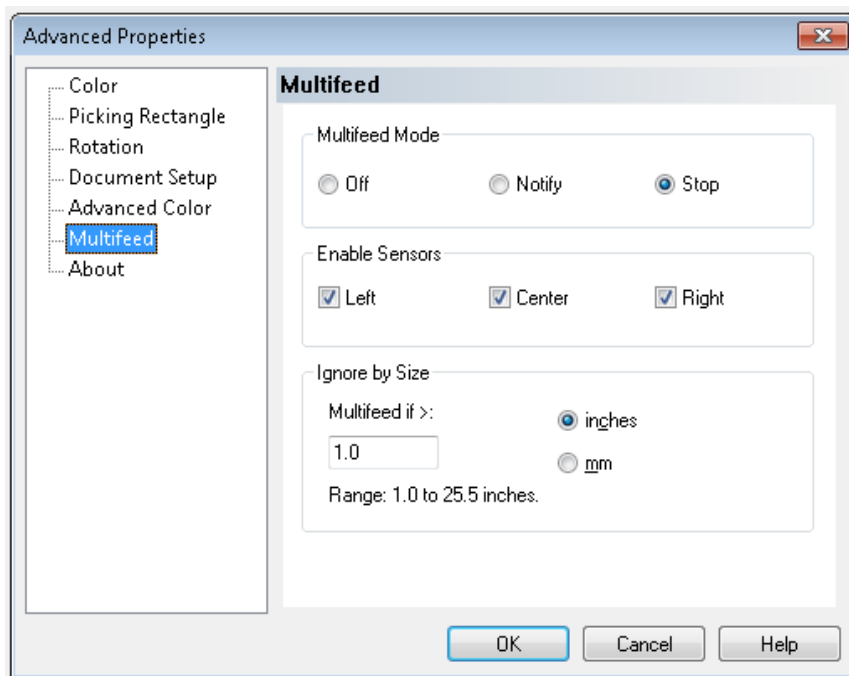 Advanced Properties
Color
Picking Rectangle
Rotation
Document Setup
Advanced Color
Multifeed
About
Multifeed
Multifeed Mode
Off Notify Stop
Enable Sensors
Left Center Right
Ignore by Size
Multifeed if >:
inches
1.0
mm
Range: 1.0 to 25.5 inches.
OK Cancel Help